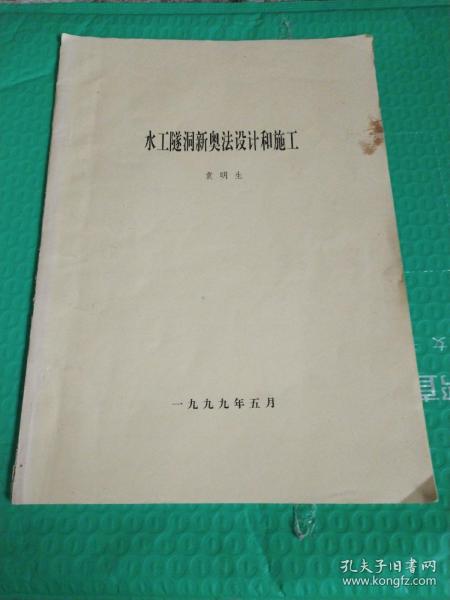 水工隧洞新奥法设计和施工
袁明生
一九九九年五月
孔夫子旧书网
www.kongfz.com